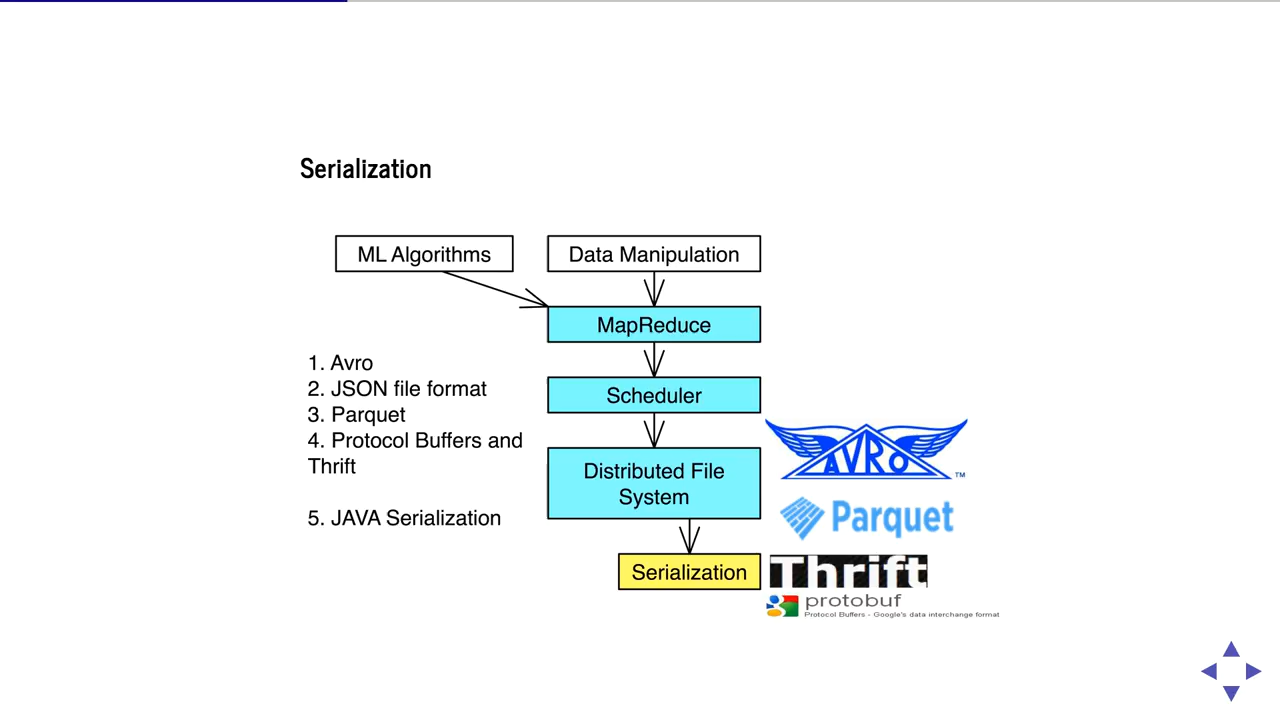 Serialization
ML Algorithms
Data Manipulation
MapReduce
1. Avro
2. JSON file format
3. Parquet
4. Protocol Buffers and
Thrift
5. JAVA Serialization
Scheduler
Distributed File
System
Serialization
AVRO
TM
Parquet
Thrift
protobuf
Protocol Buffers - Google's data interchange format